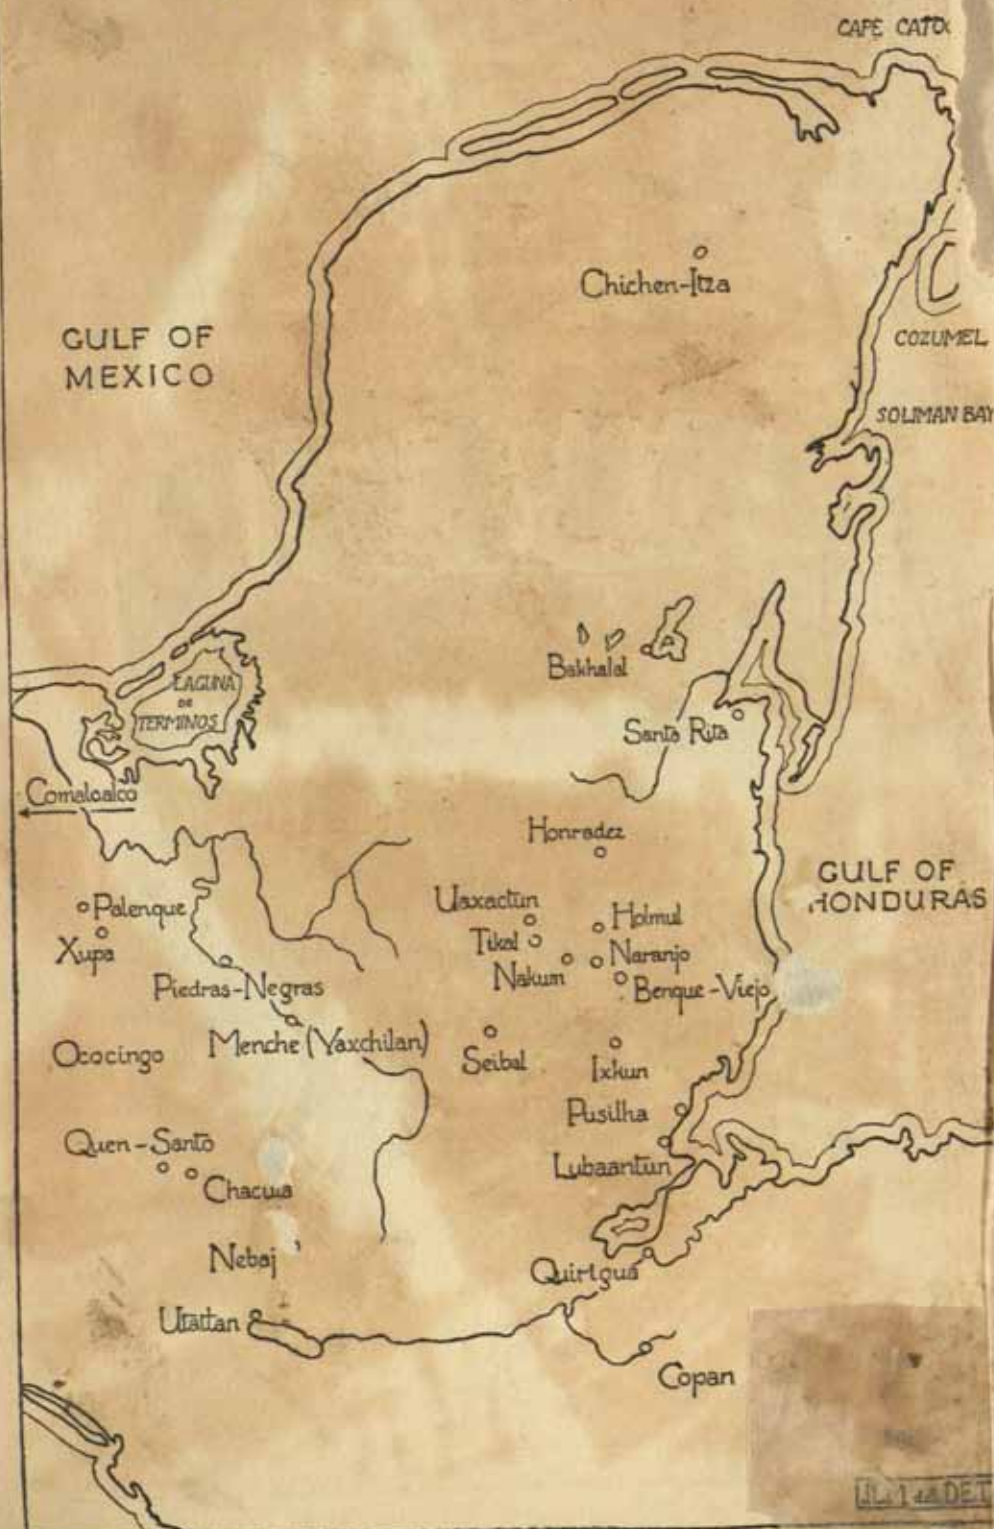 CAPE CATO
Chichen-Itza
GULF OF
MEXICO
COZUMEL
SOLIMAN BAY
Bakhalal
LAGUNA
DE
TERMINOS
Santa Rita
Comalcalco
Honradez
GULF OF
HONDURAS
Uaxactun
Palenque
Holmul
Tikal
Xupa
Naranjo
Nakum
Piedras-Negras
Benque-Viejo
Menche (Yaxchilan)
Ococingo
Seibal
Ixkun
Pusilha
Quen-Santo
Lubaantun
Chacula
Nebaj
Quirigua
Utattan
Copan